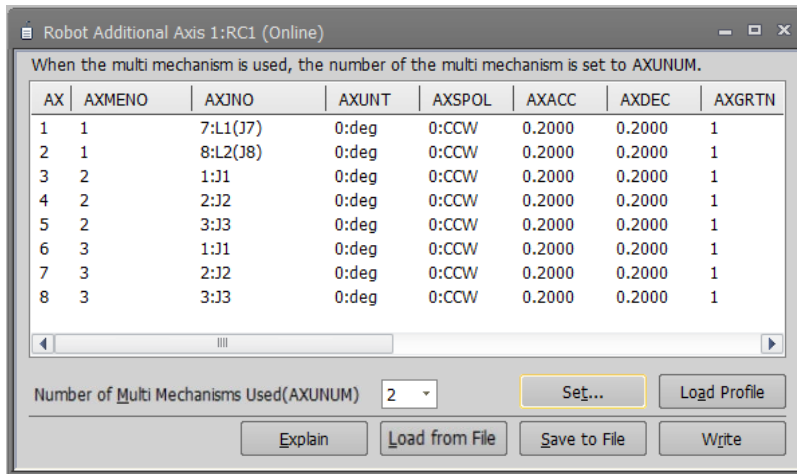 Robot Additional Axis 1:RC1 (Online)
When the multi mechanism is used, the number of the multi mechanism is set to AXUNUM.
AX AXMENO AXJNO AXUNT AXSPOL AXACC AXDEC AXGRTN
1 1 7:L1(J7) 0:deg 0:CCW 0.2000 0.2000 1
2 1 8:L2(J8) 0:deg 0:CCW 0.2000 0.2000 1
3 2 1:J1 0:deg 0:CCW 0.2000 0.2000 1
4 2 2:J2 0:deg 0:CCW 0.2000 0.2000 1
5 2 3:J3 0:deg 0:CCW 0.2000 0.2000 1
6 3 1:J1 0:deg 0:CCW 0.2000 0.2000 1
7 3 2:J2 0:deg 0:CCW 0.2000 0.2000 1
8 3 3:J3 0:deg 0:CCW 0.2000 0.2000 1
Number of Multi Mechanisms Used(AXUNUM) 2 Set... Load Profile
Explain Load from File Save to File Write